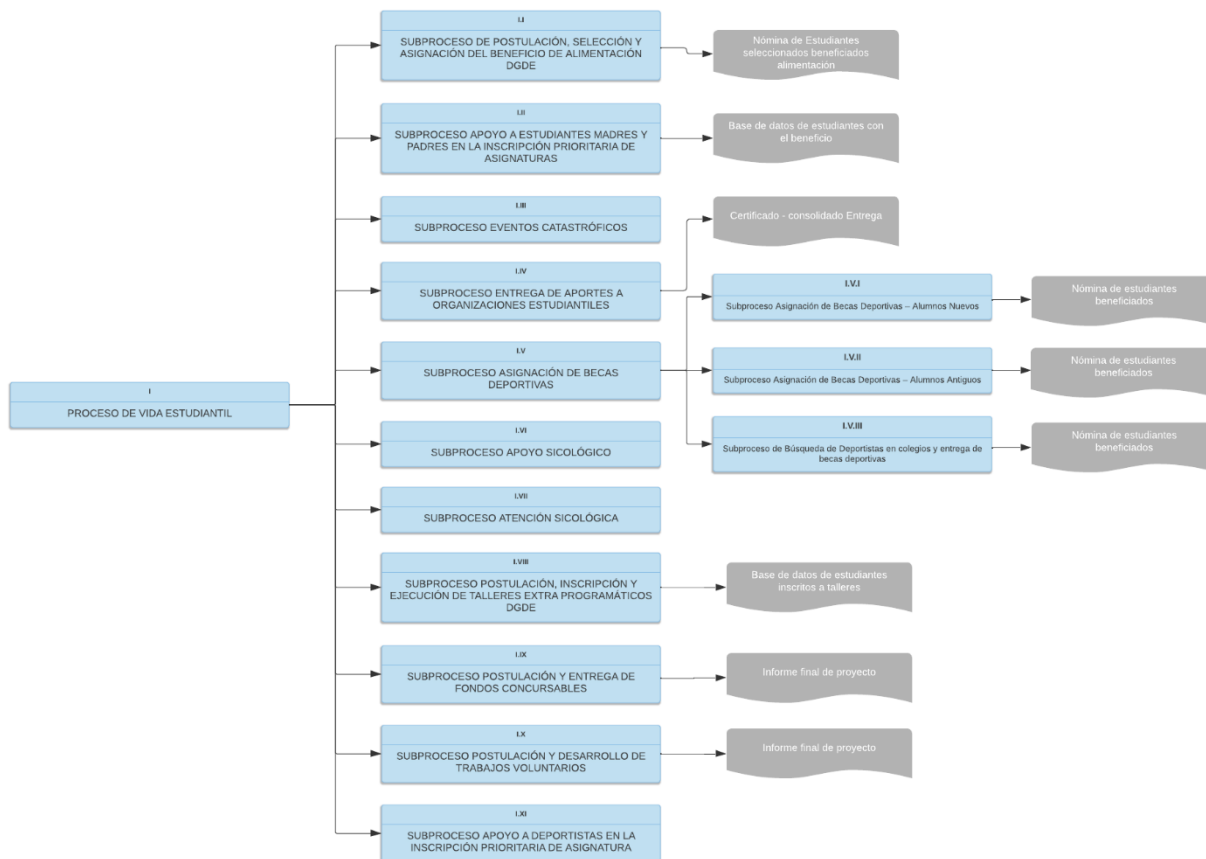 I.I
SUBPROCESO DE POSTULACIÓN, SELECCIÓN Y
ASIGNACIÓN DEL BENEFICIO DE ALIMENTACIÓN
DGDE
Nómina de Estudiantes
seleccionados beneficiados
alimentación
I.II
SUBPROCESO APOYO A ESTUDIANTES MADRES Y
PADRES EN LA INSCRIPCIÓN PRIORITARIA DE
ASIGNATURAS
Base de datos de estudiantes con
el beneficio
I.III
SUBPROCESO EVENTOS CATASTRÓFICOS
Certificado - consolidado Entrega
I.IV
SUBPROCESO ENTREGA DE APORTES A
ORGANIZACIONES ESTUDIANTILES
I.V.I
Subproceso Asignación de Becas Deportivas – Alumnos Nuevos
Nómina de estudiantes
beneficiados
I.V
SUBPROCESO ASIGNACIÓN DE BECAS
DEPORTIVAS
I.V.II
Subproceso Asignación de Becas Deportivas – Alumnos Antiguos
Nómina de estudiantes
beneficiados
I
PROCESO DE VIDA ESTUDIANTIL
I.VI
SUBPROCESO APOYO SICOLÓGICO
I.V.III
Subproceso de Búsqueda de Deportistas en colegios y entrega de
becas deportivas
Nómina de estudiantes
beneficiados
I.VII
SUBPROCESO ATENCIÓN SICOLÓGICA
I.VIII
SUBPROCESO POSTULACIÓN, INSCRIPCIÓN Y
EJECUCIÓN DE TALLERES EXTRA PROGRAMÁTICOS
DGDE
Base de datos de estudiantes
inscritos a talleres
I.IX
SUBPROCESO POSTULACIÓN Y ENTREGA DE
FONDOS CONCURSABLES
Informe final de proyecto
I.X
SUBPROCESO POSTULACIÓN Y DESARROLLO DE
TRABAJOS VOLUNTARIOS
Informe final de proyecto
I.XI
SUBPROCESO APOYO A DEPORTISTAS EN LA
INSCRIPCIÓN PRIORITARIA DE ASIGNATURA